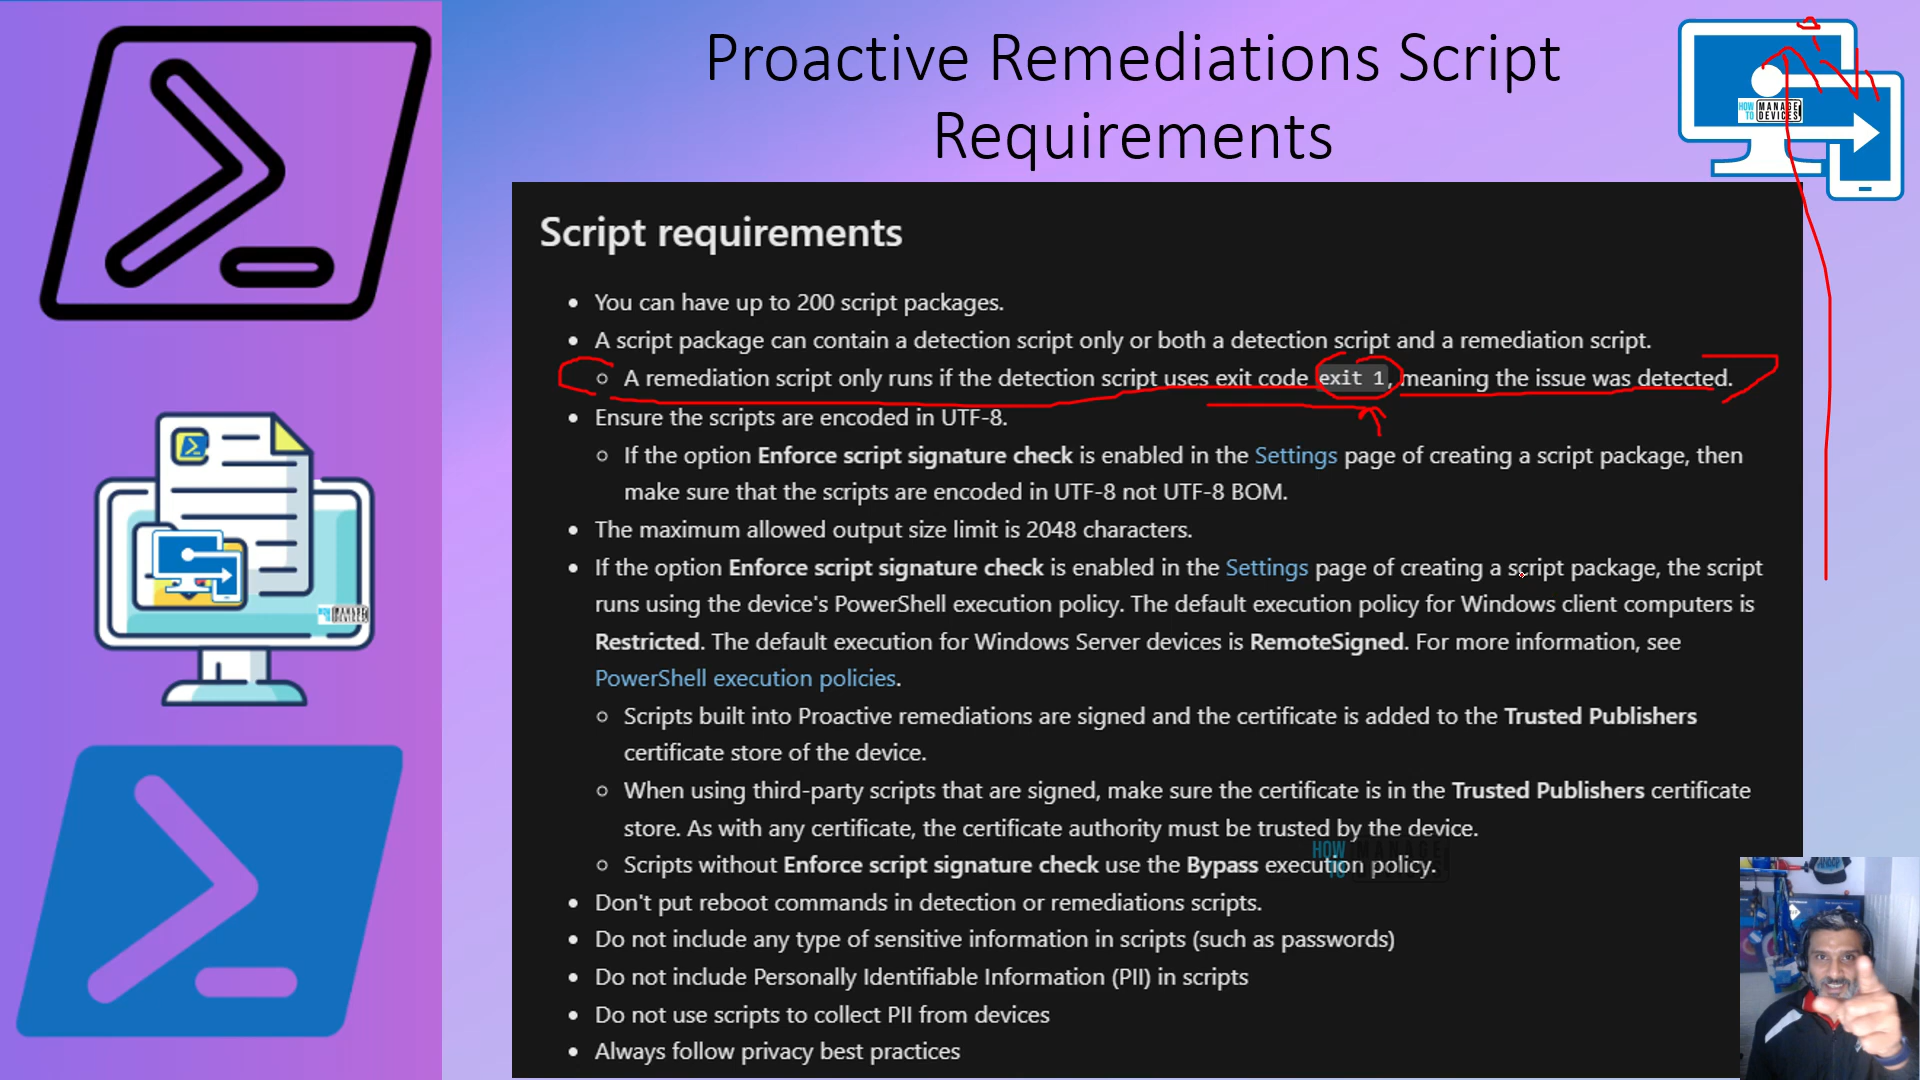 Proactive Remediations Script
Requirements
HOW
TO
MANAGE
DEVICES
Script requirements
• You can have up to 200 script packages.
• A script package can contain a detection script only or both a detection script and a remediation script.
○ A remediation script only runs if the detection script uses exit code exit 1, meaning the issue was detected.
• Ensure the scripts are encoded in UTF-8.
○ If the option Enforce script signature check is enabled in the Settings page of creating a script package, then
make sure that the scripts are encoded in UTF-8 not UTF-8 BOM.
• The maximum allowed output size limit is 2048 characters.
• If the option Enforce script signature check is enabled in the Settings page of creating a script package, the script
runs using the device's PowerShell execution policy. The default execution policy for Windows client computers is
Restricted. The default execution for Windows Server devices is RemoteSigned. For more information, see
PowerShell execution policies.
○ Scripts built into Proactive remediations are signed and the certificate is added to the Trusted Publishers
certificate store of the device.
○ When using third-party scripts that are signed, make sure the certificate is in the Trusted Publishers certificate
store. As with any certificate, the certificate authority must be trusted by the device.
○ Scripts without Enforce script signature check use the Bypass execution policy.
HOW
TO
MANAGE
• Don't put reboot commands in detection or remediations scripts.
• Do not include any type of sensitive information in scripts (such as passwords)
• Do not include Personally Identifiable Information (PII) in scripts
• Do not use scripts to collect PII from devices
• Always follow privacy best practices
HOW
TO
MANAGE
DEVICES